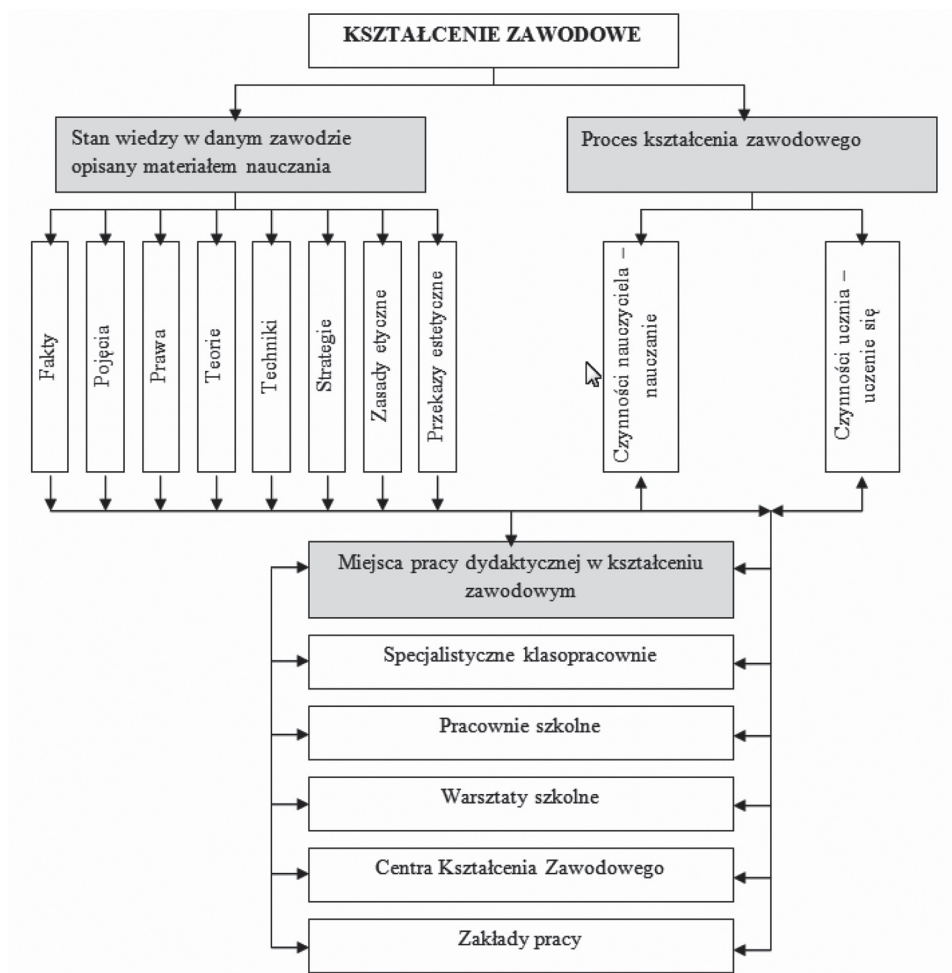 KSZTAŁCENIE ZAWODOWE
Stan wiedzy w danym zawodzie
opisany materiałem nauczania
Proces kształcenia zawodowego
Fakty
Pojęcia
Prawa
Teorie
Techniki
Strategie
Zasady etyczne
Przekazy estetyczne
Czynności nauczyciela –
nauczanie
Czynności ucznia –
uczenie się
Miejsca pracy dydaktycznej w kształceniu
zawodowym
Specjalistyczne klasopracownie
Pracownie szkolne
Warsztaty szkolne
Centra Kształcenia Zawodowego
Zakłady pracy